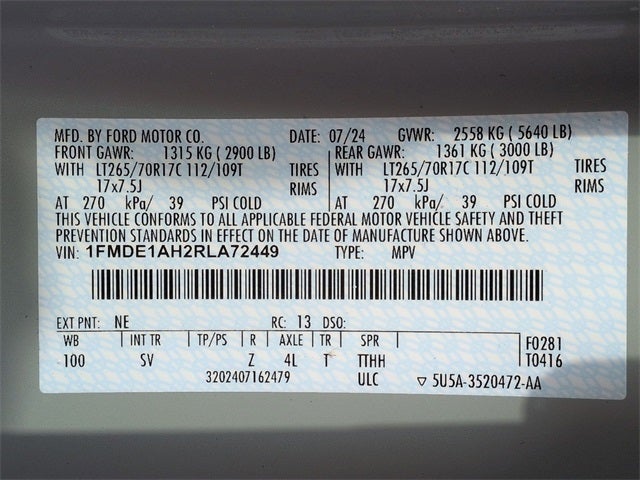 MFD. BY FORD MOTOR CO. DATE: 07/24 GVWR: 2558 KG ( 5640 LB)
FRONT GAWR: 1315 KG ( 2900 LB) REAR GAWR: 1361 KG ( 3000 LB)
WITH LT265/70R17C 112/109T TIRES WITH LT265/70R17C 112/109T TIRES
17x7.5J RIMS 17x7.5J RIMS
AT 270 kPa/ 39 PSI COLD AT 270 kPa/ 39 PSI COLD
THIS VEHICLE CONFORMS TO ALL APPLICABLE FEDERAL MOTOR VEHICLE SAFETY AND THEFT
PREVENTION STANDARDS IN EFFECT ON THE DATE OF MANUFACTURE SHOWN ABOVE.
VIN: 1FMDE1AH2RLA72449 TYPE: MPV
EXT PNT: NE RC: 13 DSO:
WB INT TR TP/PS R AXLE TR SPR F0281
100 SV Z 4L T TTHH T0416
3202407162479 ULC ▽ 5U5A-3520472-AA